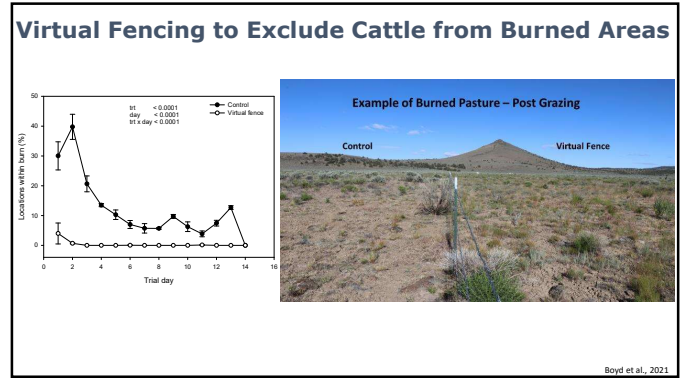 Virtual Fencing to Exclude Cattle from Burned Areas
50
40
30
20
10
0
Locations within burn (%)
trt < 0.0001
day < 0.0001
trt x day < 0.0001
Control
Virtual fence
0 2 4 6 8 10 12 14 16
Trial day
Example of Burned Pasture – Post Grazing
Control Virtual Fence
Boyd et al., 2021